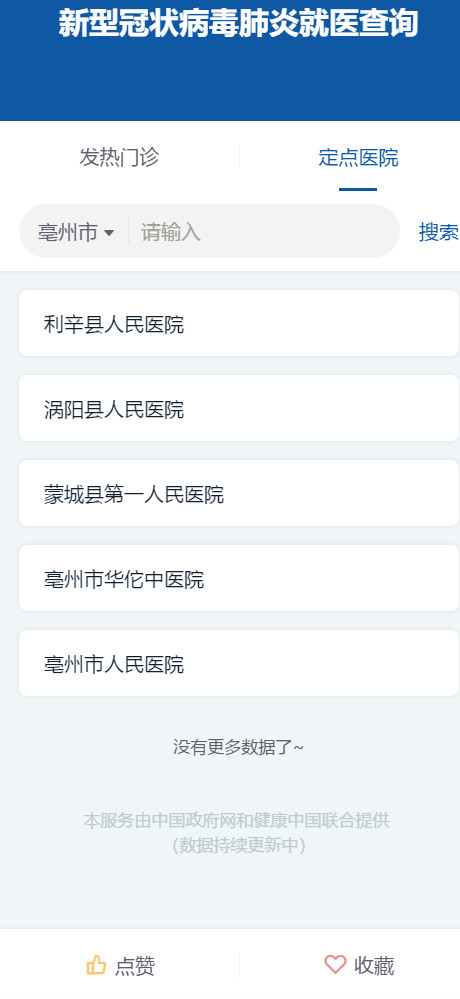 新型冠状病毒肺炎就医查询
发热门诊
定点医院
亳州市
请输入
搜索
利辛县人民医院
涡阳县人民医院
蒙城县第一人民医院
亳州市华佗中医院
亳州市人民医院
没有更多数据了~
本服务由中国政府网和健康中国联合提供
(数据持续更新中)
点赞
收藏